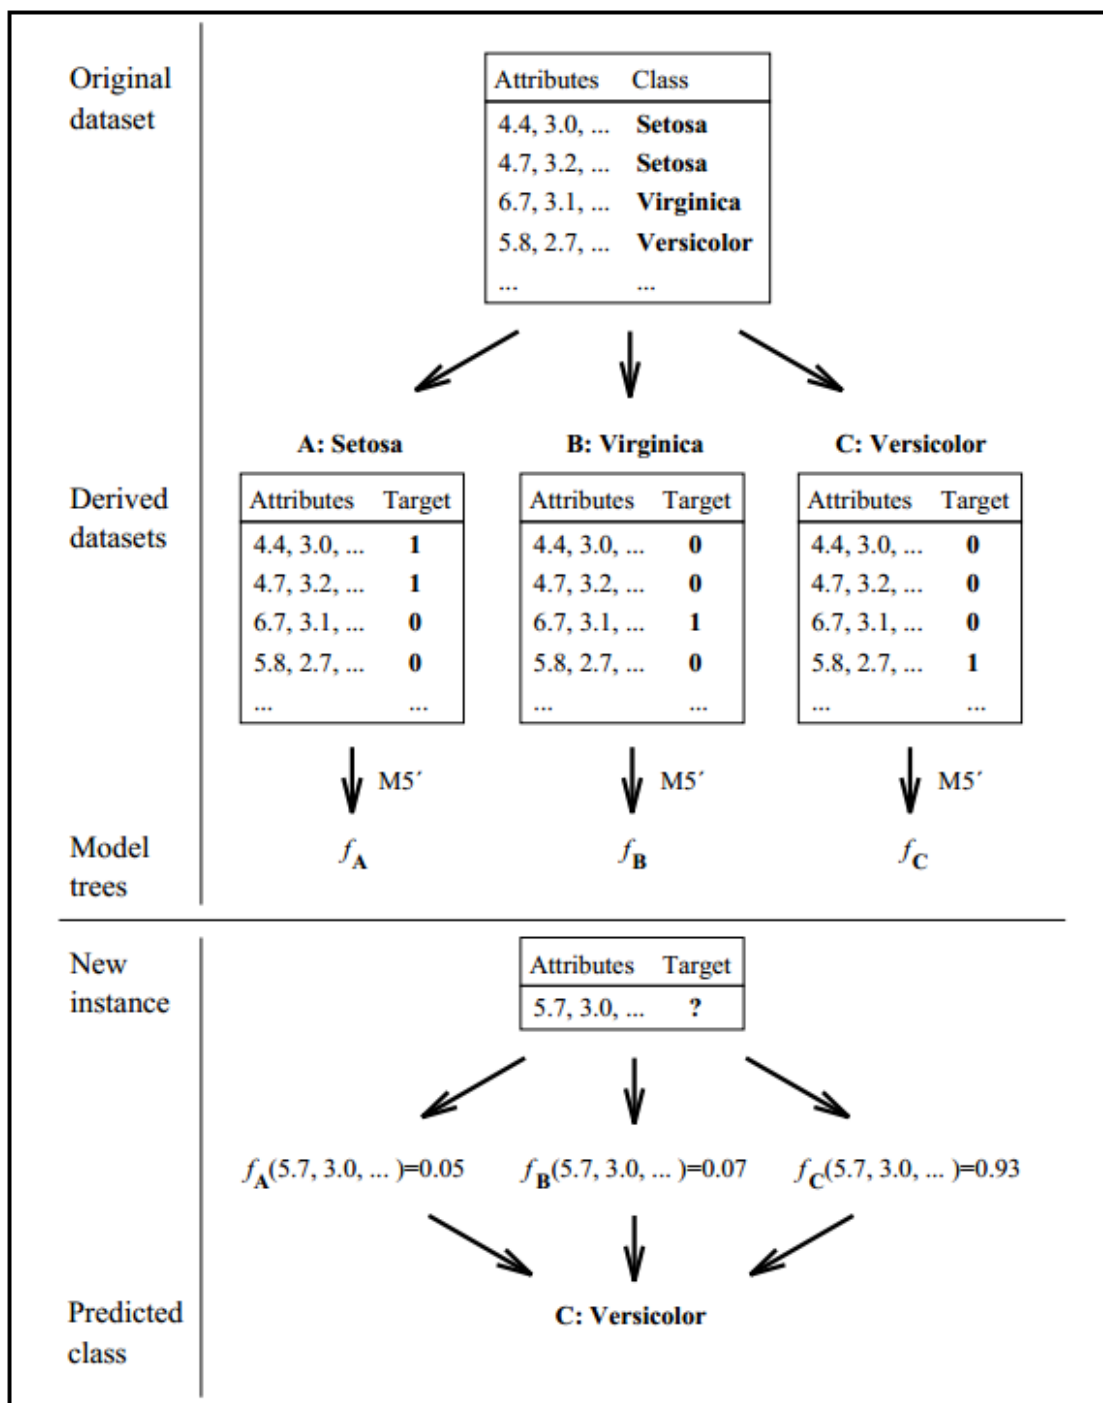 Original
dataset
Attributes Class
4.4, 3.0, ... Setosa
4.7, 3.2, ... Setosa
6.7, 3.1, ... Virginica
5.8, 2.7, ... Versicolor
... ...
A: Setosa B: Virginica C: Versicolor
Derived
datasets
Attributes Target
4.4, 3.0, ... 1
4.7, 3.2, ... 1
6.7, 3.1, ... 0
5.8, 2.7, ... 0
... ...
Attributes Target
4.4, 3.0, ... 0
4.7, 3.2, ... 0
6.7, 3.1, ... 1
5.8, 2.7, ... 0
... ...
Attributes Target
4.4, 3.0, ... 0
4.7, 3.2, ... 0
6.7, 3.1, ... 0
5.8, 2.7, ... 1
... ...
M5´ M5´ M5´
Model
trees
fA fB fC
New
instance
Attributes Target
5.7, 3.0, ... ?
fA(5.7, 3.0, ... )=0.05 fB(5.7, 3.0, ... )=0.07 fC(5.7, 3.0, ... )=0.93
Predicted
class
C: Versicolor